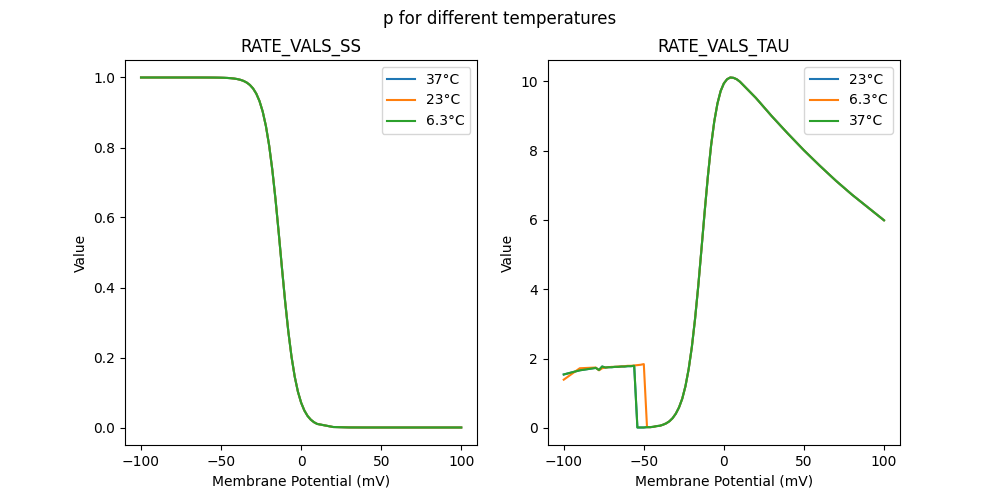 p for different temperatures
RATE_VALS_SS
1.0
0.8
0.6
0.4
0.2
0.0
Value
37°C
23°C
6.3°C
−100
−50
0
50
100
Membrane Potential (mV)
RATE_VALS_TAU
10
8
6
4
2
0
Value
23°C
6.3°C
37°C
−100
−50
0
50
100
Membrane Potential (mV)